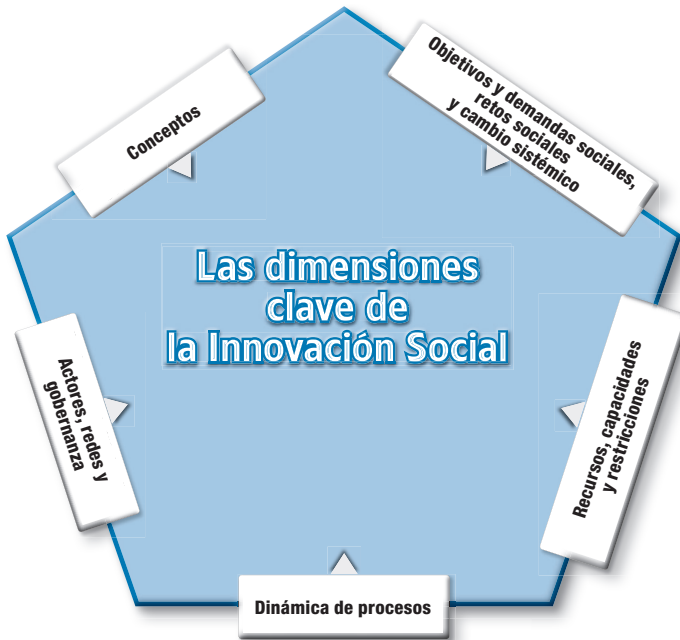 Conceptos
Objetivos y demandas sociales,
retos sociales
y cambio sistémico
Las dimensiones
clave de
la Innovación Social
Actores, redes y
gobernanza
Recursos, capacidades
y restricciones
Dinámica de procesos